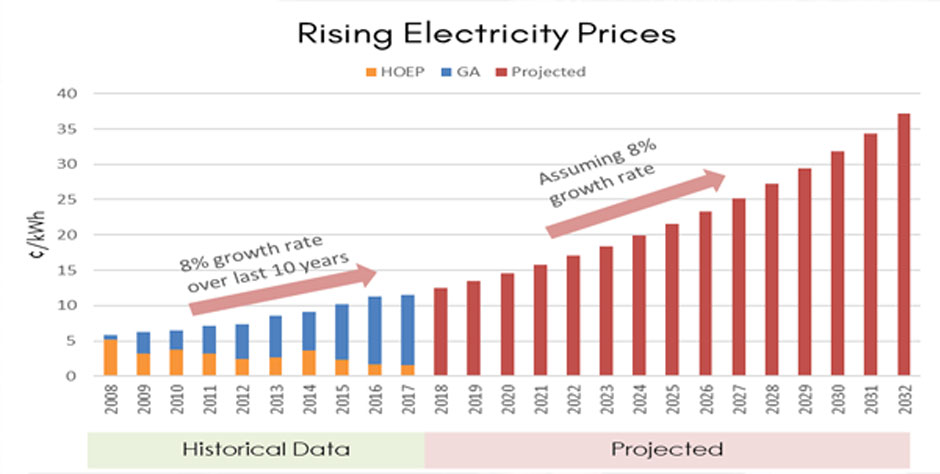 Rising Electricity Prices
HOEP GA Projected
40
35
30
25
20
15
10
5
0
¢/kWh
8% growth rate
over last 10 years
Assuming 8%
growth rate
2008 2009 2010 2011 2012 2013 2014 2015 2016 2017 2018 2019 2020 2021 2022 2023 2024 2025 2026 2027 2028 2029 2030 2031 2032
Historical Data Projected